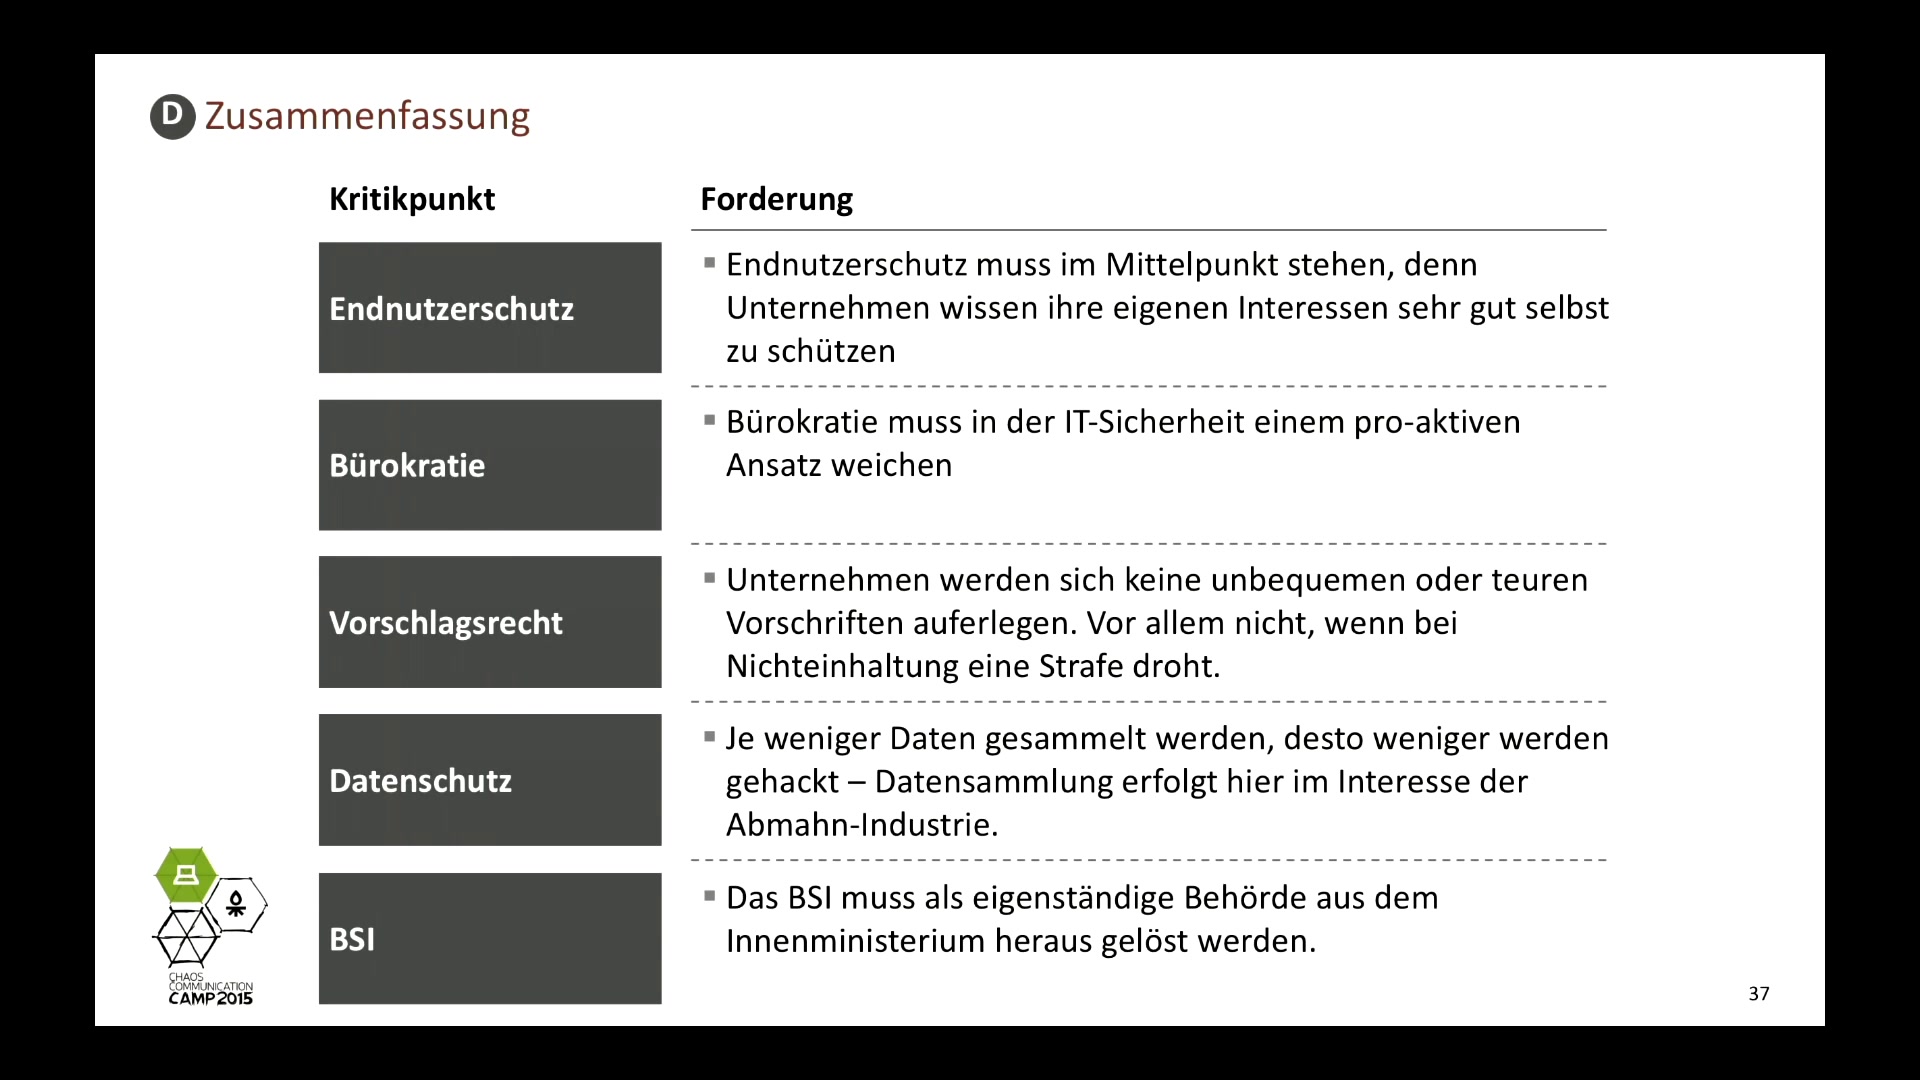 D Zusammenfassung
Kritikpunkt
Forderung
Endnutzerschutz
Endnutzerschutz muss im Mittelpunkt stehen, denn
Unternehmen wissen ihre eigenen Interessen sehr gut selbst
zu schützen
Bürokratie
Bürokratie muss in der IT-Sicherheit einem pro-aktiven
Ansatz weichen
Vorschlagsrecht
Unternehmen werden sich keine unbequemen oder teuren
Vorschriften auferlegen. Vor allem nicht, wenn bei
Nichteinhaltung eine Strafe droht.
Datenschutz
Je weniger Daten gesammelt werden, desto weniger werden
gehackt – Datensammlung erfolgt hier im Interesse der
Abmahn-Industrie.
BSI
Das BSI muss als eigenständige Behörde aus dem
Innenministerium heraus gelöst werden.
CHAOS
COMMUNICATION
CAMP 2015
37